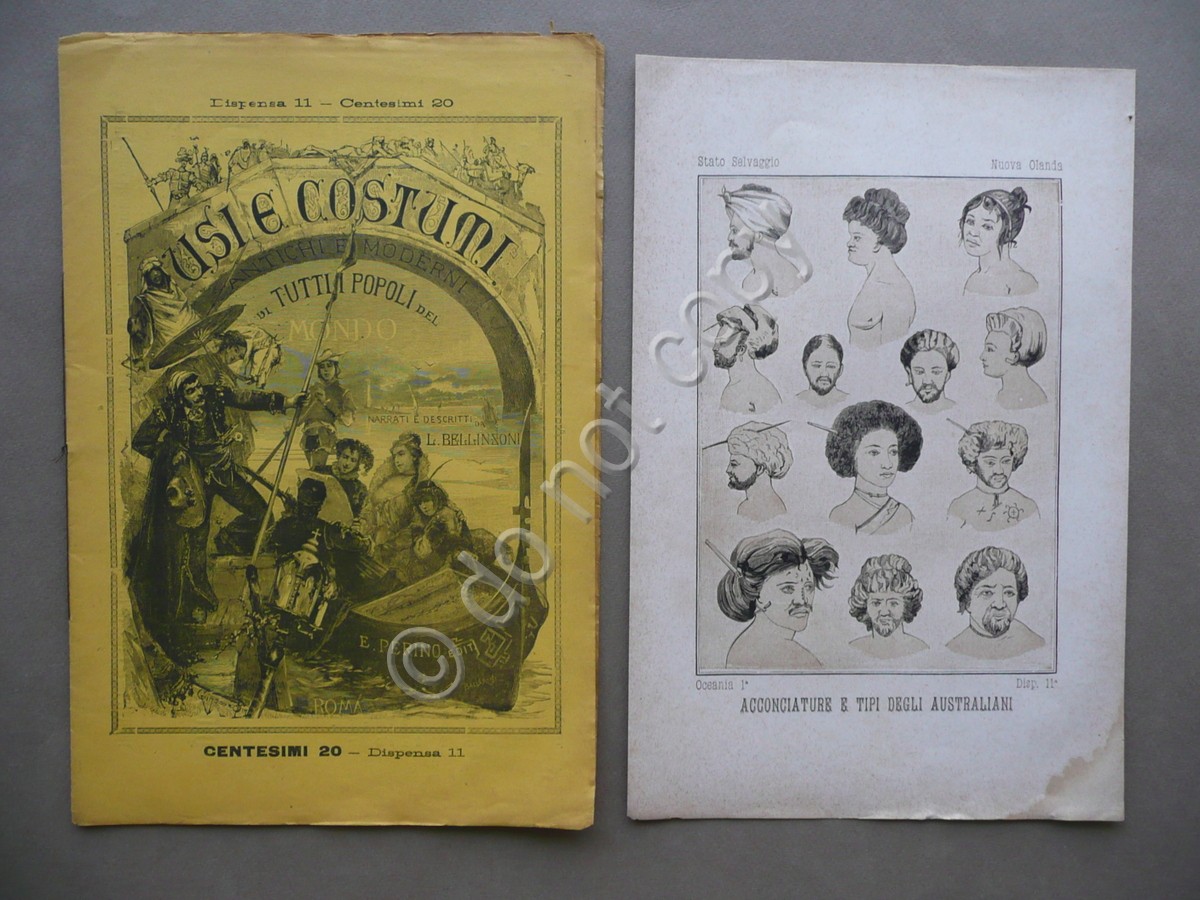 Dispensa 11 — Centesimi 20
USI E COSTUMI
ANTICHI E MODERNI
DI TUTTI I POPOLI DEL
MONDO
NARRATI E DESCRITTI
DA
L. BELLINZONI
E. PERINO, EDIT
ROMA
CENTESIMI 20 — Dispensa 11
Stato Selvaggio
Nuova Olanda
Oceania 1ª
Disp. 11ª
ACCONCIATURE E TIPI DEGLI AUSTRALIANI
© do not copy